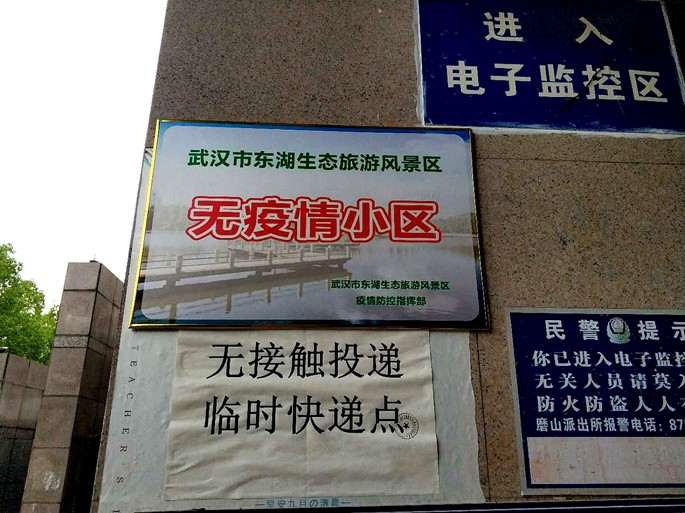 进入
电子监控区
武汉市东湖生态旅游风景区
无疫情小区
武汉市东湖生态旅游风景区
疫情防控指挥部
无接触投递
临时快递点
TEACHERS
民警提示
你已进入电子监控
无关人员请莫入
防火防盗人人
磨山派出所报警电话：87